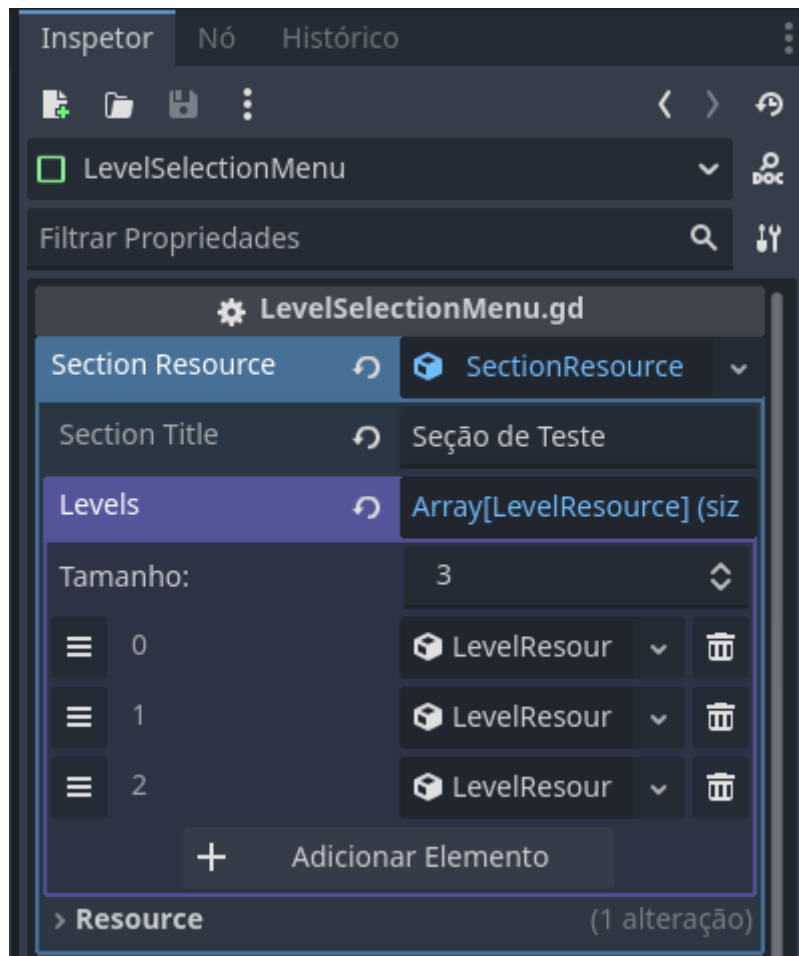 Inspetor Nó Histórico
LevelSelectionMenu
DOC
Filtrar Propriedades
LevelSelectionMenu.gd
Section Resource SectionResource
Section Title Seção de Teste
Levels Array[LevelResource] (siz
Tamanho: 3
0 LevelResour
1 LevelResour
2 LevelResour
+ Adicionar Elemento
> Resource (1 alteração)